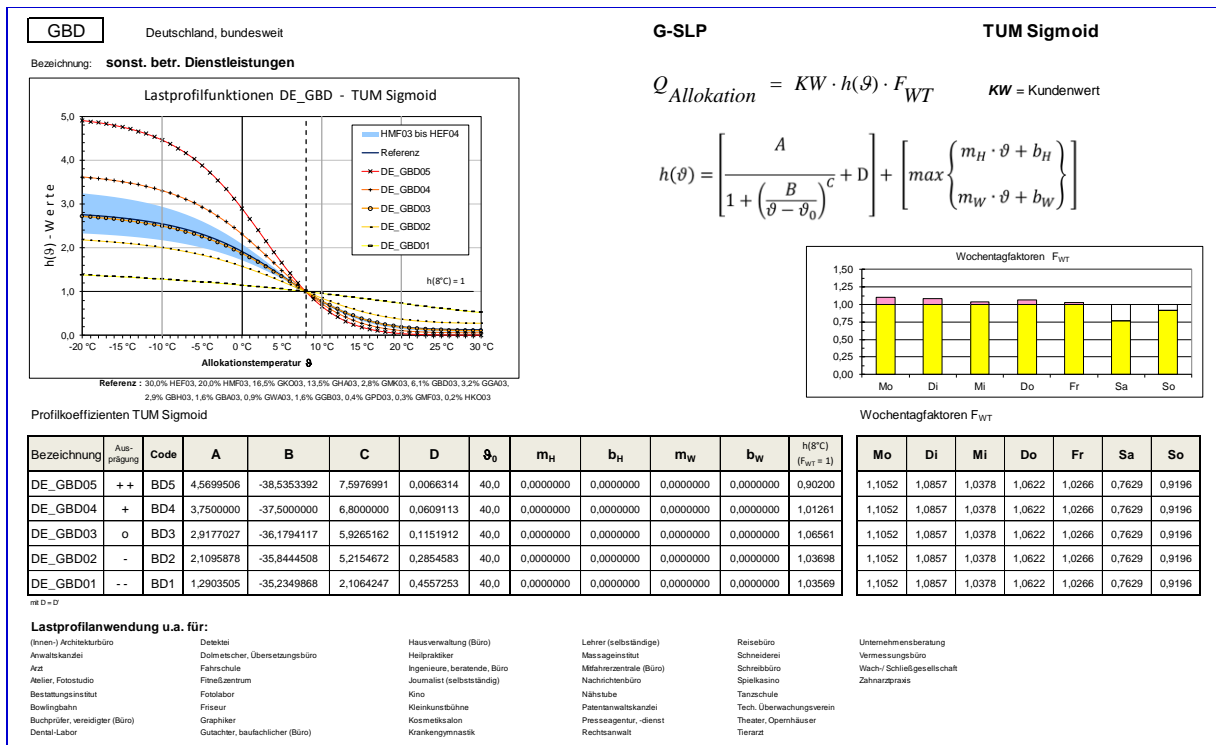 GBD Deutschland, bundesweit G-SLP TUM Sigmoid
Bezeichnung: sonst. betr. Dienstleistungen
Lastprofilfunktionen DE_GBD - TUM Sigmoid
h(ϑ) - Werte
5,0
4,0
3,0
2,0
1,0
0,0
HMF03 bis HEF04
Referenz
DE_GBD05
DE_GBD04
DE_GBD03
DE_GBD02
DE_GBD01
h(8°C) = 1
-20 °C -15 °C -10 °C -5 °C 0 °C 5 °C 10 °C 15 °C 20 °C 25 °C 30 °C
Allokationstemperatur ϑ
Referenz : 30,0% HEF03, 20,0% HMF03, 16,5% GKO03, 13,5% GHA03, 2,8% GMK03, 6,1% GBD03, 3,2% GGA03,
2,9% GBH03, 1,6% GBA03, 0,9% GWA03, 1,6% GGB03, 0,4% GPD03, 0,3% GMF03, 0,2% HKO03
Q Allokation = KW · h(ϑ) · F WT KW = Kundenwert
h(ϑ) = [ A / (1 + (B / (ϑ − ϑ0))^C) + D ] + [ max { mH · ϑ + bH ; mW · ϑ + bW } ]
Wochentagfaktoren FWT
1,50
1,25
1,00
0,75
0,50
0,25
0,00
Mo Di Mi Do Fr Sa So
Profilkoeffizienten TUM Sigmoid Wochentagfaktoren FWT
Bezeichnung Aus-prägung Code A B C D ϑ0 mH bH mW bW h(8°C) (FWT = 1) Mo Di Mi Do Fr Sa So
DE_GBD05 + + BD5 4,5699506 -38,5353392 7,5976991 0,0066314 40,0 0,0000000 0,0000000 0,0000000 0,0000000 0,90200 1,1052 1,0857 1,0378 1,0622 1,0266 0,7629 0,9196
DE_GBD04 + BD4 3,7500000 -37,5000000 6,8000000 0,0609113 40,0 0,0000000 0,0000000 0,0000000 0,0000000 1,01261 1,1052 1,0857 1,0378 1,0622 1,0266 0,7629 0,9196
DE_GBD03 o BD3 2,9177027 -36,1794117 5,9265162 0,1151912 40,0 0,0000000 0,0000000 0,0000000 0,0000000 1,06561 1,1052 1,0857 1,0378 1,0622 1,0266 0,7629 0,9196
DE_GBD02 - BD2 2,1095878 -35,8444508 5,2154672 0,2854583 40,0 0,0000000 0,0000000 0,0000000 0,0000000 1,03698 1,1052 1,0857 1,0378 1,0622 1,0266 0,7629 0,9196
DE_GBD01 - - BD1 1,2903505 -35,2349868 2,1064247 0,4557253 40,0 0,0000000 0,0000000 0,0000000 0,0000000 1,03569 1,1052 1,0857 1,0378 1,0622 1,0266 0,7629 0,9196
mit D = D'
Lastprofilanwendung u.a. für:
(Innen-) Architekturbüro Detektei Hausverwaltung (Büro) Lehrer (selbständige) Reisebüro Unternehmensberatung
Anwaltskanzlei Dolmetscher, Übersetzungsbüro Heilpraktiker Massageinstitut Schneiderei Vermessungsbüro
Arzt Fahrschule Ingenieure, beratende, Büro Mitfahrerzentrale (Büro) Schreibbüro Wach-/ Schließgesellschaft
Atelier, Fotostudio Fitneßzentrum Journalist (selbstständig) Nachrichtenbüro Spielkasino Zahnarztpraxis
Bestattungsinstitut Fotolabor Kino Nähstube Tanzschule
Bowlingbahn Friseur Kleinkunstbühne Patentanwaltskanzlei Tech. Überwachungsverein
Buchprüfer, vereidigter (Büro) Graphiker Kosmetiksalon Presseagentur, -dienst Theater, Opernhäuser
Dental-Labor Gutachter, baufachlicher (Büro) Krankengymnastik Rechtsanwalt Tierarzt